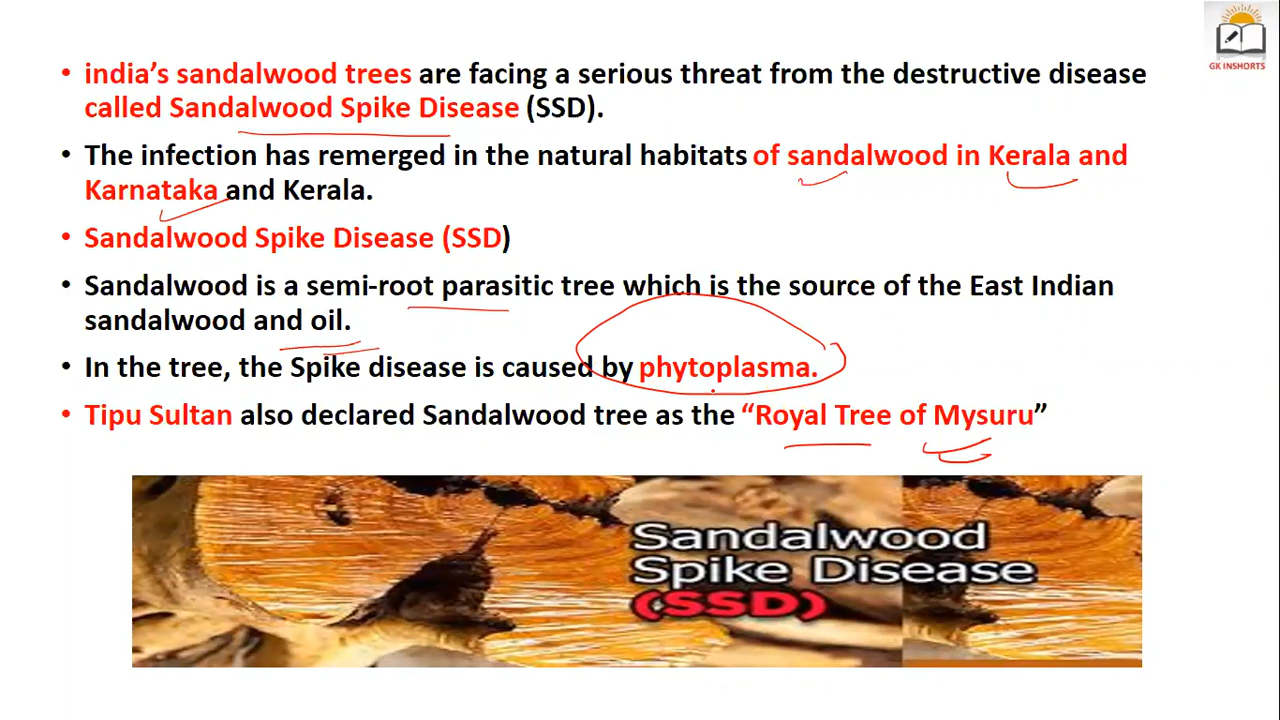 GK INSHORTS
• india’s sandalwood trees are facing a serious threat from the destructive disease
called Sandalwood Spike Disease (SSD).
• The infection has remerged in the natural habitats of sandalwood in Kerala and
Karnataka and Kerala.
• Sandalwood Spike Disease (SSD)
• Sandalwood is a semi-root parasitic tree which is the source of the East Indian
sandalwood and oil.
• In the tree, the Spike disease is caused by phytoplasma.
• Tipu Sultan also declared Sandalwood tree as the “Royal Tree of Mysuru”
Sandalwood
Spike Disease
(SSD)